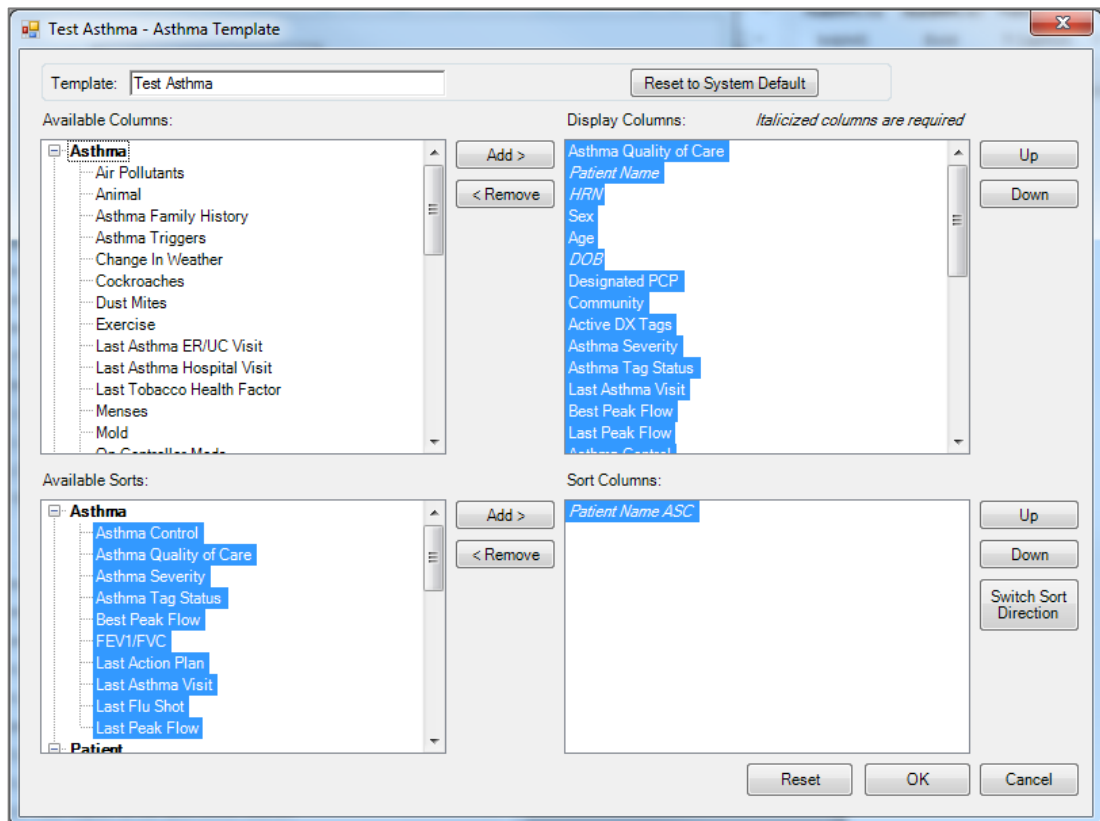 Test Asthma - Asthma Template
Template: Test Asthma
Reset to System Default
Available Columns:
Asthma
Air Pollutants
Animal
Asthma Family History
Asthma Triggers
Change In Weather
Cockroaches
Dust Mites
Exercise
Last Asthma ER/UC Visit
Last Asthma Hospital Visit
Last Tobacco Health Factor
Menses
Mold
On Controller Meds
Add >
< Remove
Display Columns: Italicized columns are required
Asthma Quality of Care
Patient Name
HRN
Sex
Age
DOB
Designated PCP
Community
Active DX Tags
Asthma Severity
Asthma Tag Status
Last Asthma Visit
Best Peak Flow
Last Peak Flow
Asthma Control
Up
Down
Available Sorts:
Asthma
Asthma Control
Asthma Quality of Care
Asthma Severity
Asthma Tag Status
Best Peak Flow
FEV1/FVC
Last Action Plan
Last Asthma Visit
Last Flu Shot
Last Peak Flow
Patient
Add >
< Remove
Sort Columns:
Patient Name ASC
Up
Down
Switch Sort
Direction
Reset
OK
Cancel